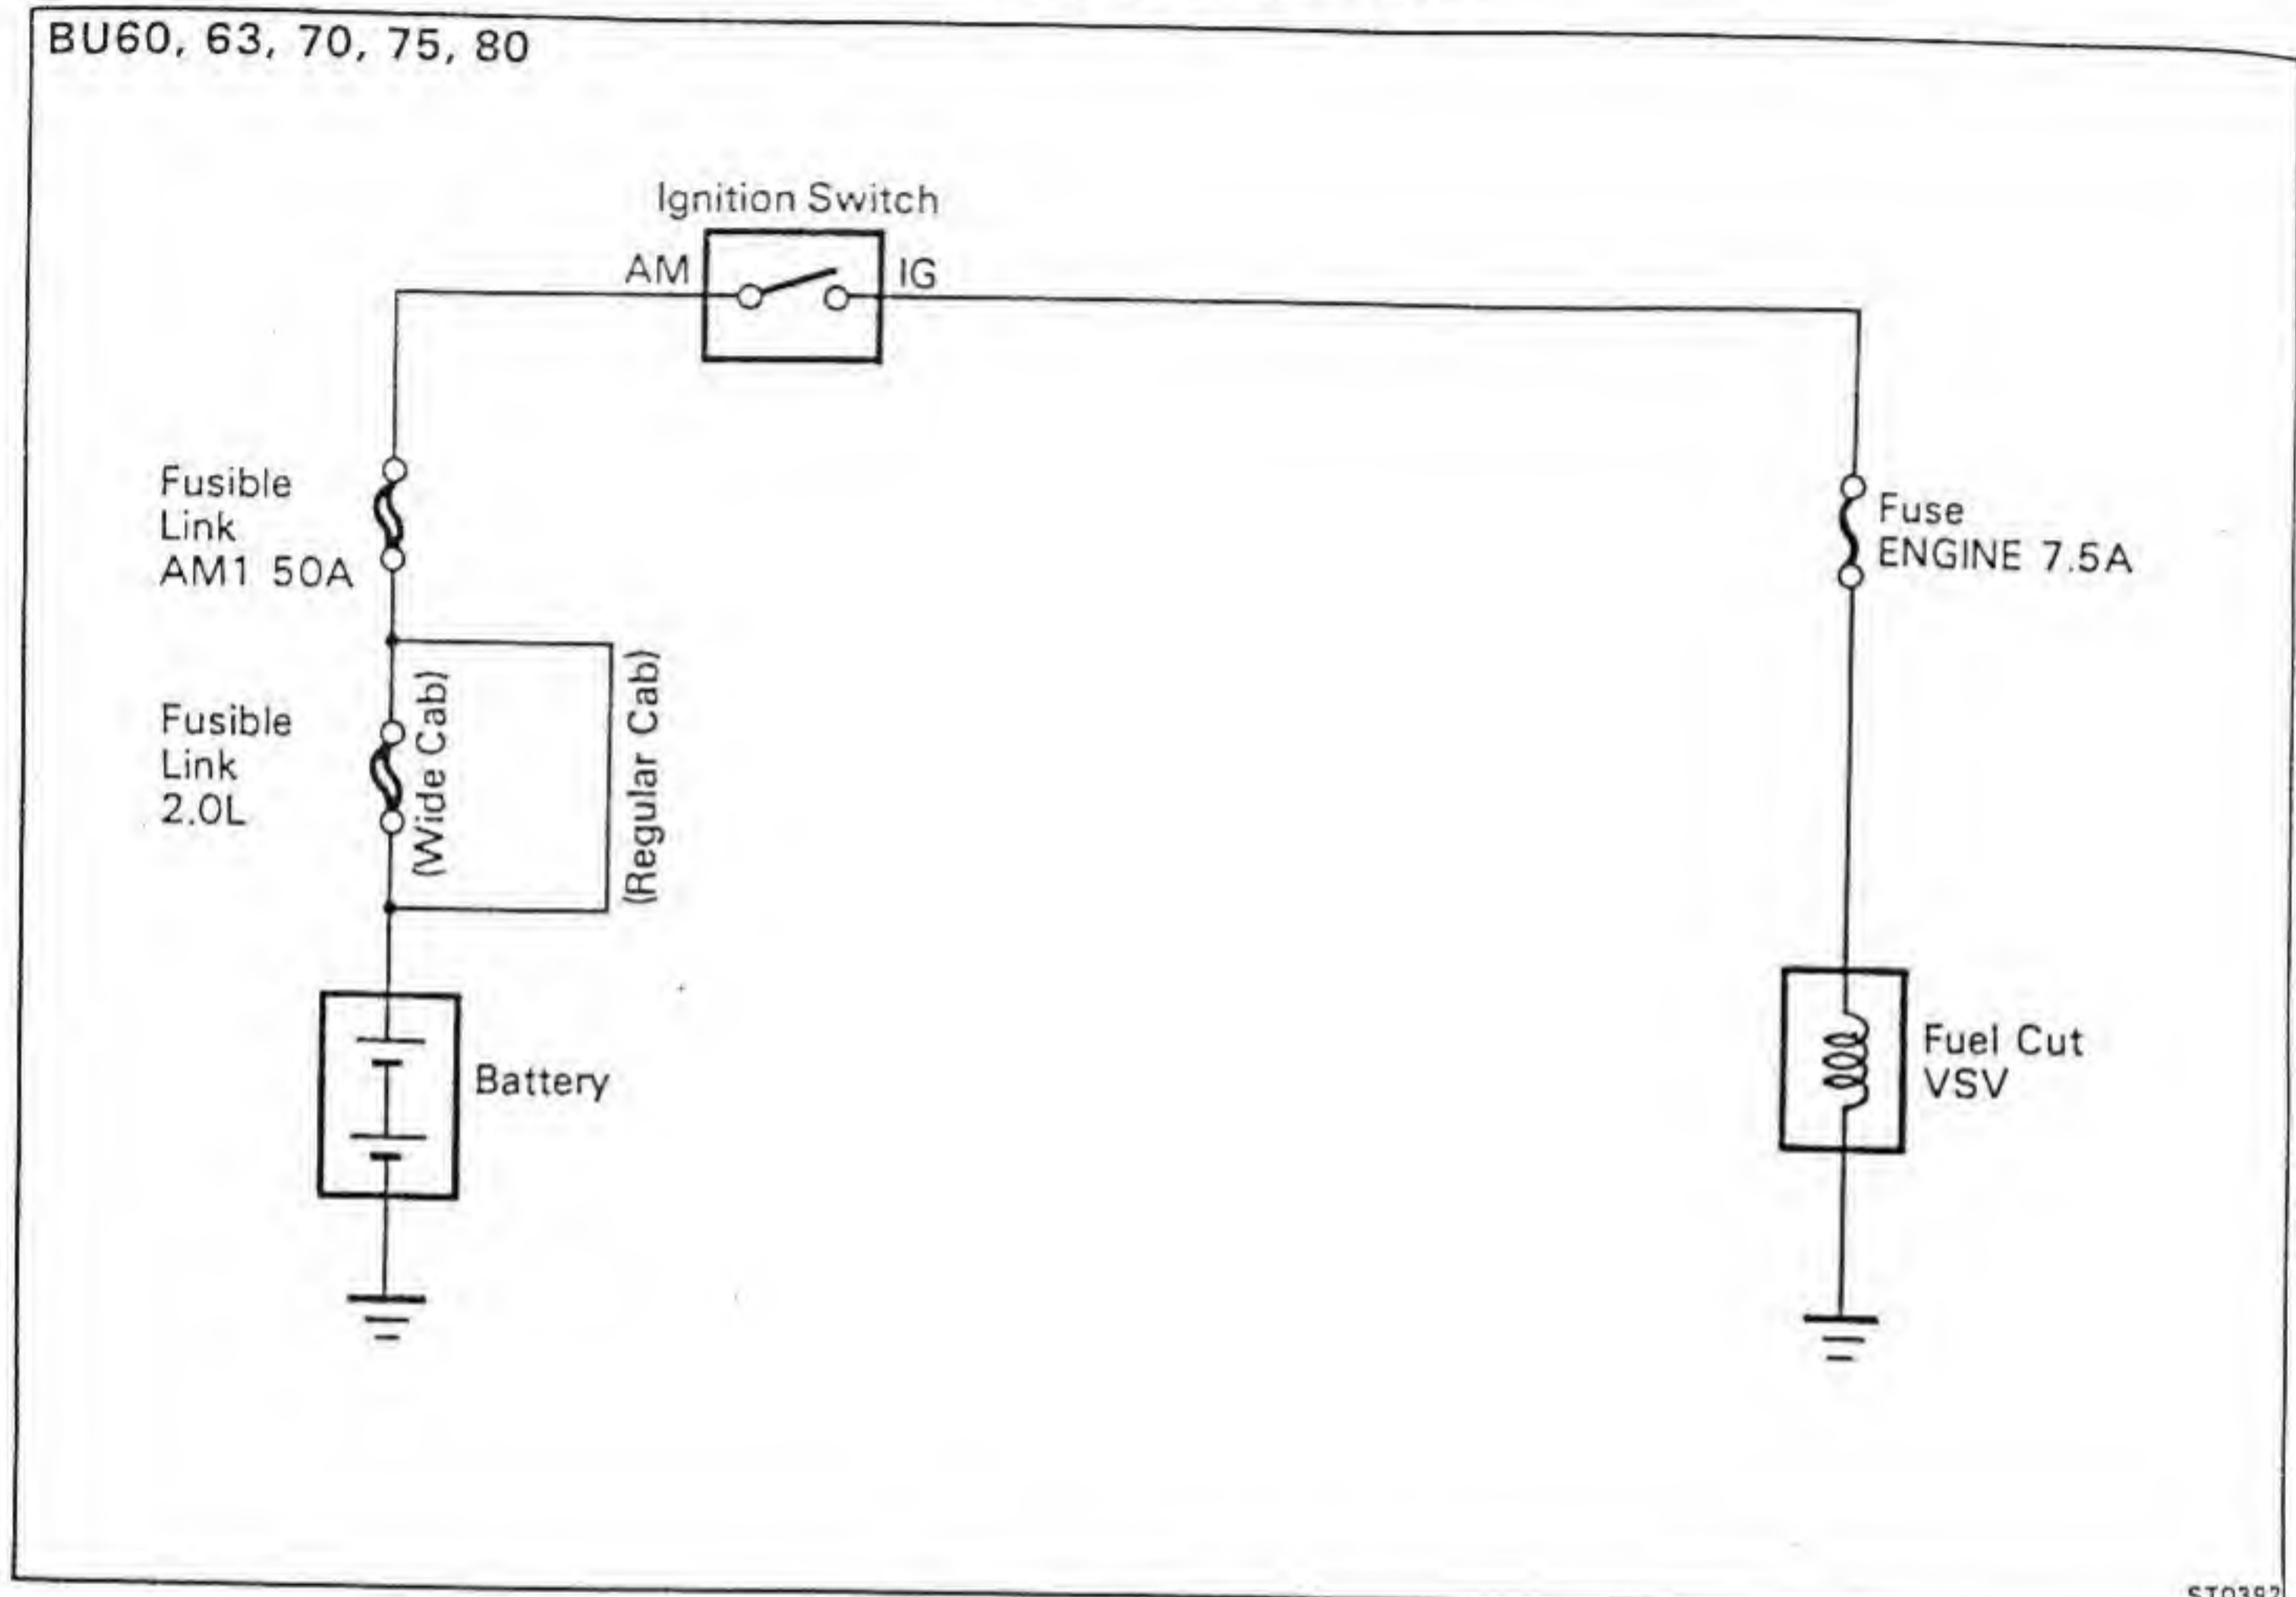 BU60, 63, 70, 75, 80
Ignition Switch
AM
IG
Fusible
Link
AM1 50A
Fuse
ENGINE 7.5A
(Wide Cab)
(Regular Cab)
Fusible
Link
2.0L
Fuel Cut
VSV
Battery